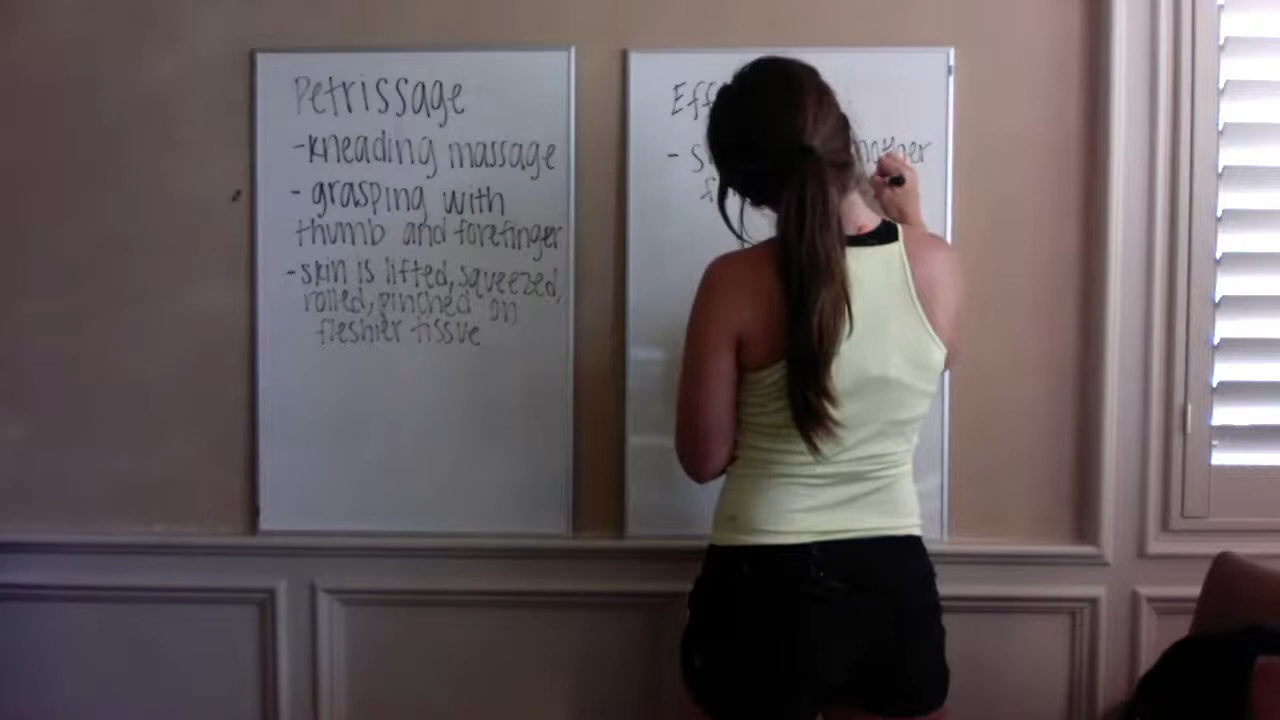 Petrissage
-kneading massage
- grasping with
thumb and forefinger
-skin is lifted, squeezed,
rolled, pinched on
fleshier tissue
-